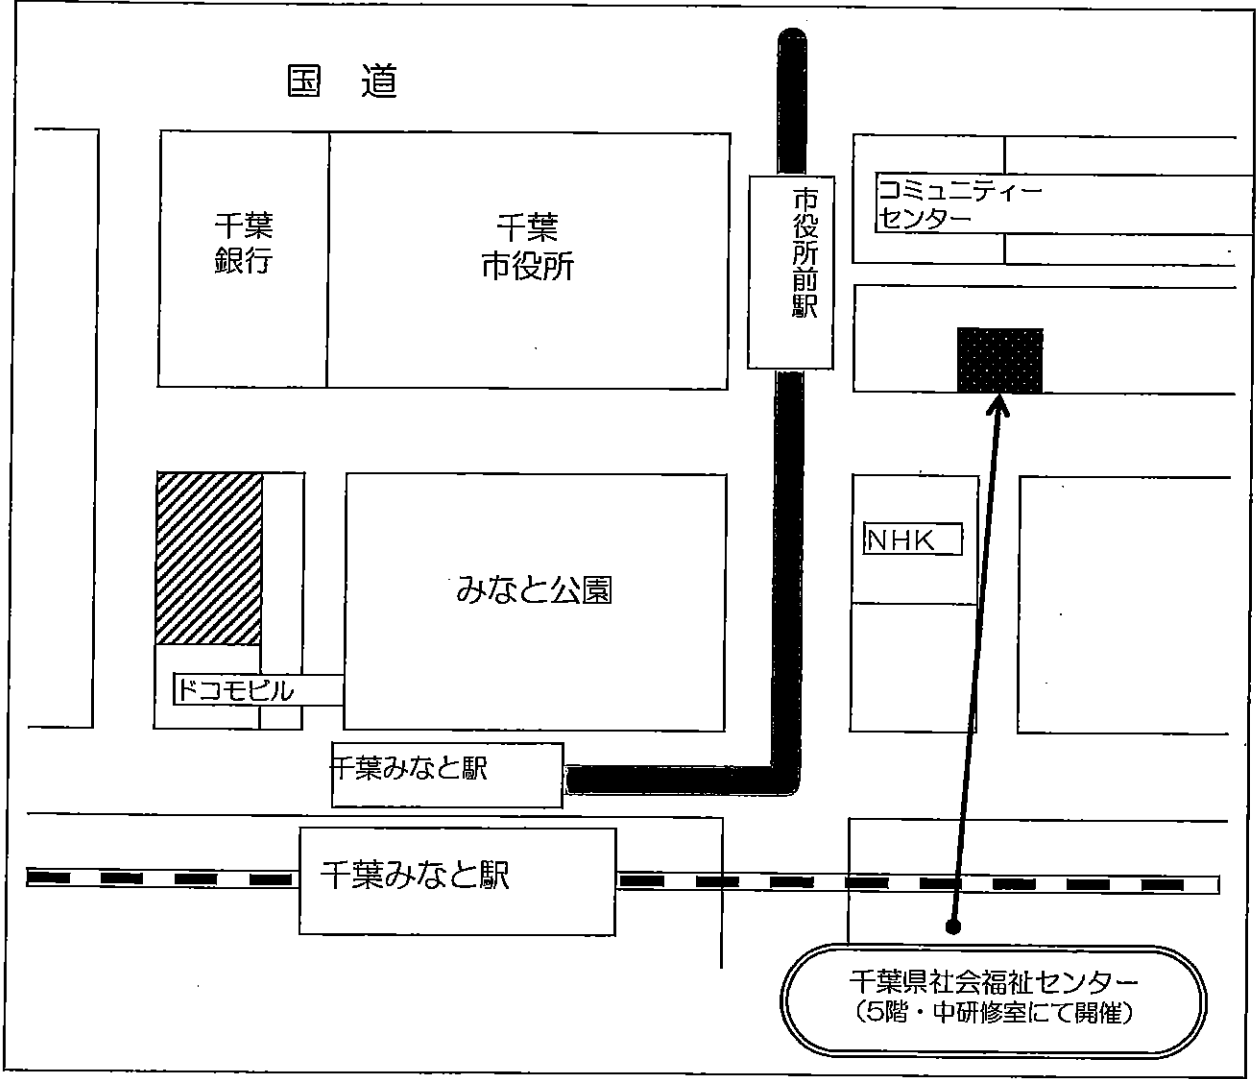 国 道
千葉
銀行
千葉
市役所
市役所前駅
コミュニティー
センター
NHK
みなと公園
ドコモビル
千葉みなと駅
千葉みなと駅
千葉県社会福祉センター
(5階・中研修室にて開催)